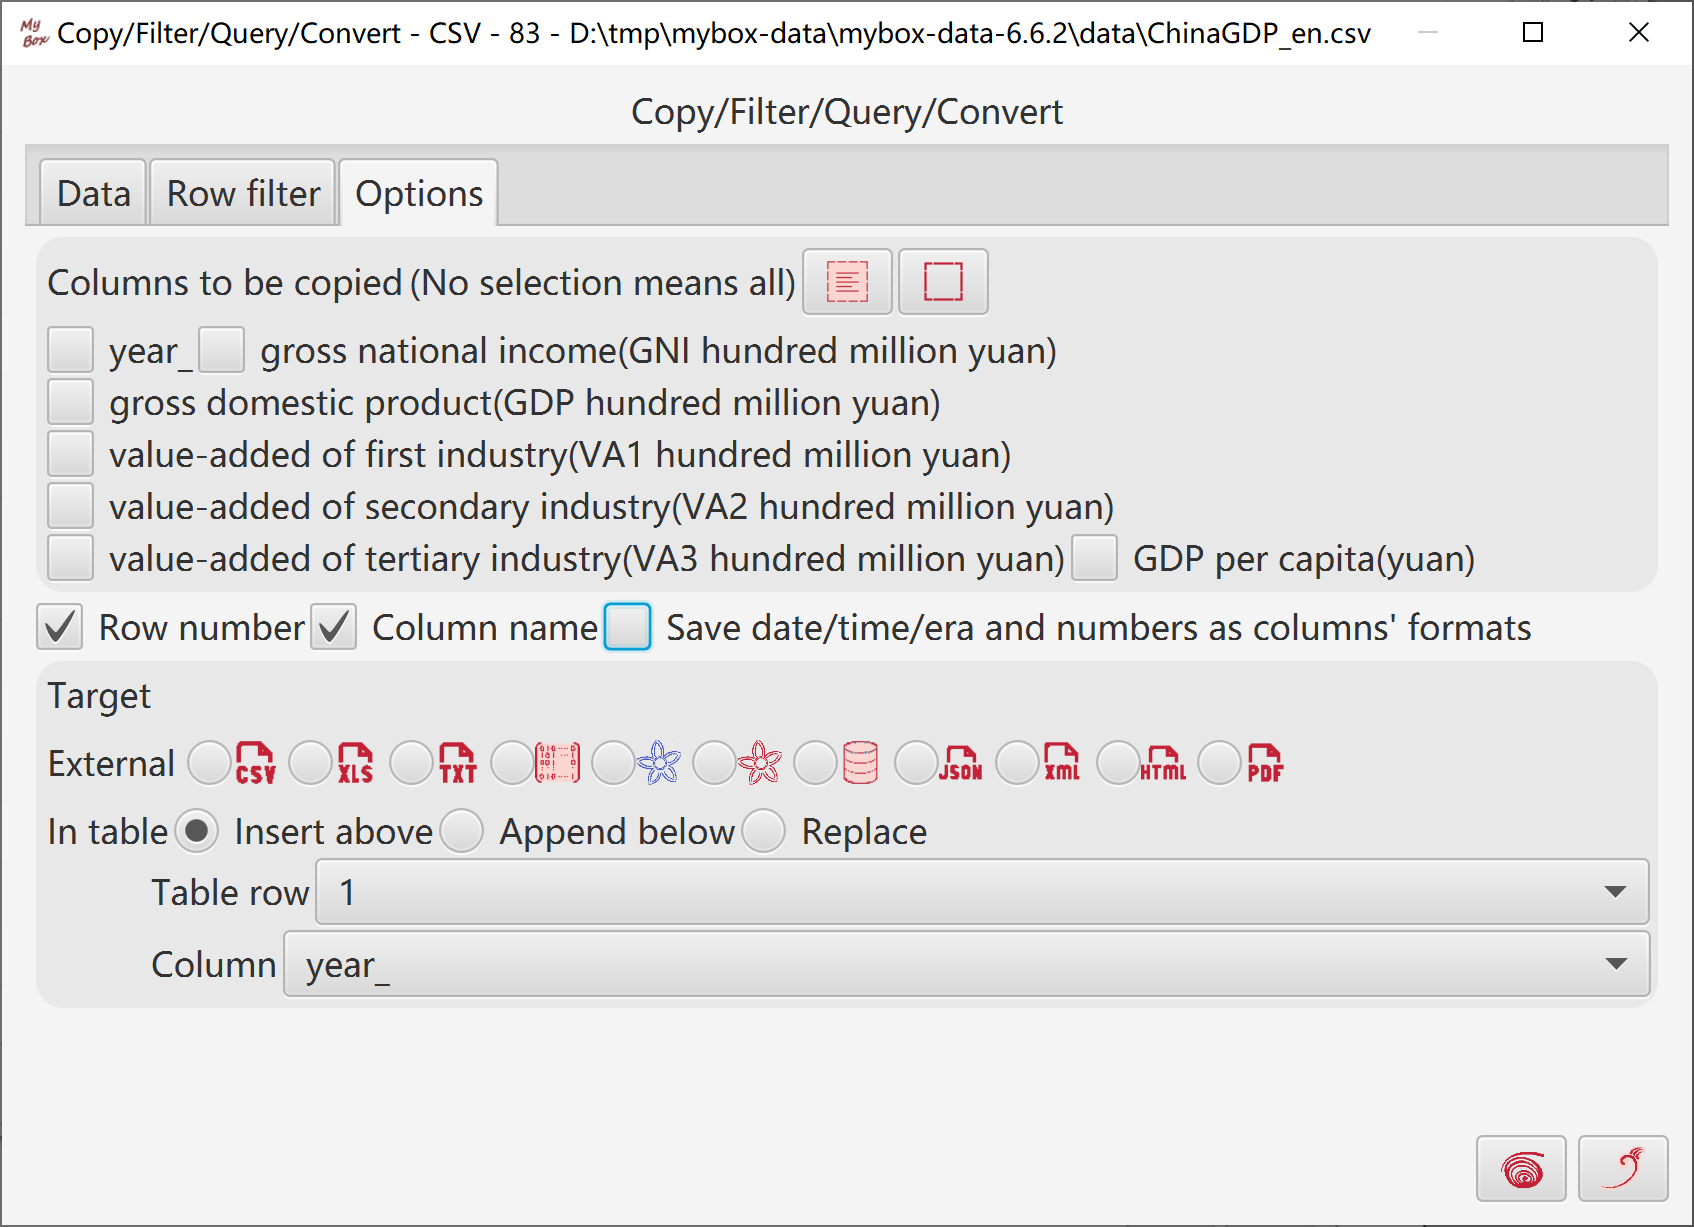 My Box Copy/Filter/Query/Convert - CSV - 83 - D:\tmp\mybox-data\mybox-data-6.6.2\data\ChinaGDP_en.csv
Copy/Filter/Query/Convert
Data Row filter Options
Columns to be copied (No selection means all)
year_ gross national income(GNI hundred million yuan)
gross domestic product(GDP hundred million yuan)
value-added of first industry(VA1 hundred million yuan)
value-added of secondary industry(VA2 hundred million yuan)
value-added of tertiary industry(VA3 hundred million yuan) GDP per capita(yuan)
Row number Column name Save date/time/era and numbers as columns' formats
Target
External CSV XLS TXT JSON XML HTML PDF
In table Insert above Append below Replace
Table row 1
Column year_